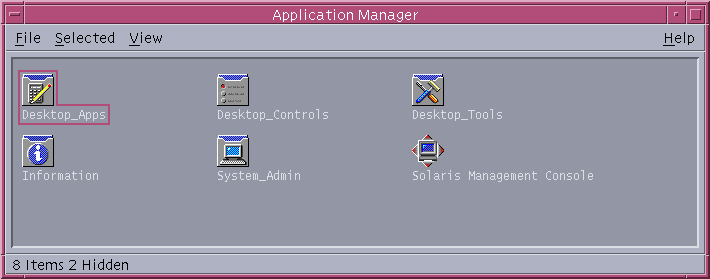 Application Manager
File Selected View Help
Desktop_Apps Desktop_Controls Desktop_Tools
Information System_Admin Solaris Management Console
8 Items 2 Hidden